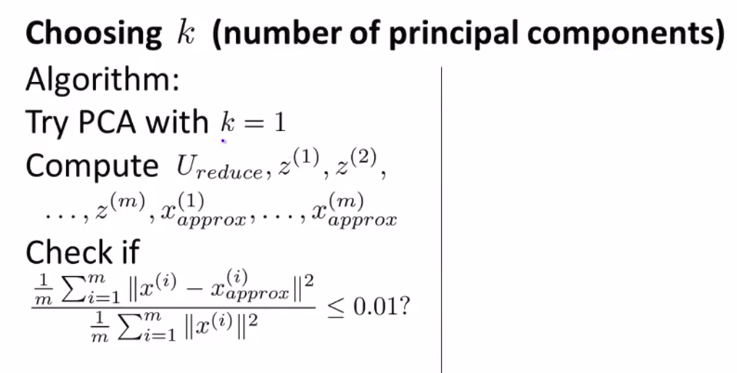 Choosing k (number of principal components)
Algorithm:
Try PCA with k = 1
Compute U_{reduce}, z^{(1)}, z^{(2)},
..., z^{(m)}, x_{approx}^{(1)}, ..., x_{approx}^{(m)}
Check if
\frac{\frac{1}{m} \sum_{i=1}^{m} \|x^{(i)} - x_{approx}^{(i)}\|^2}{\frac{1}{m} \sum_{i=1}^{m} \|x^{(i)}\|^2} \leq 0.01?